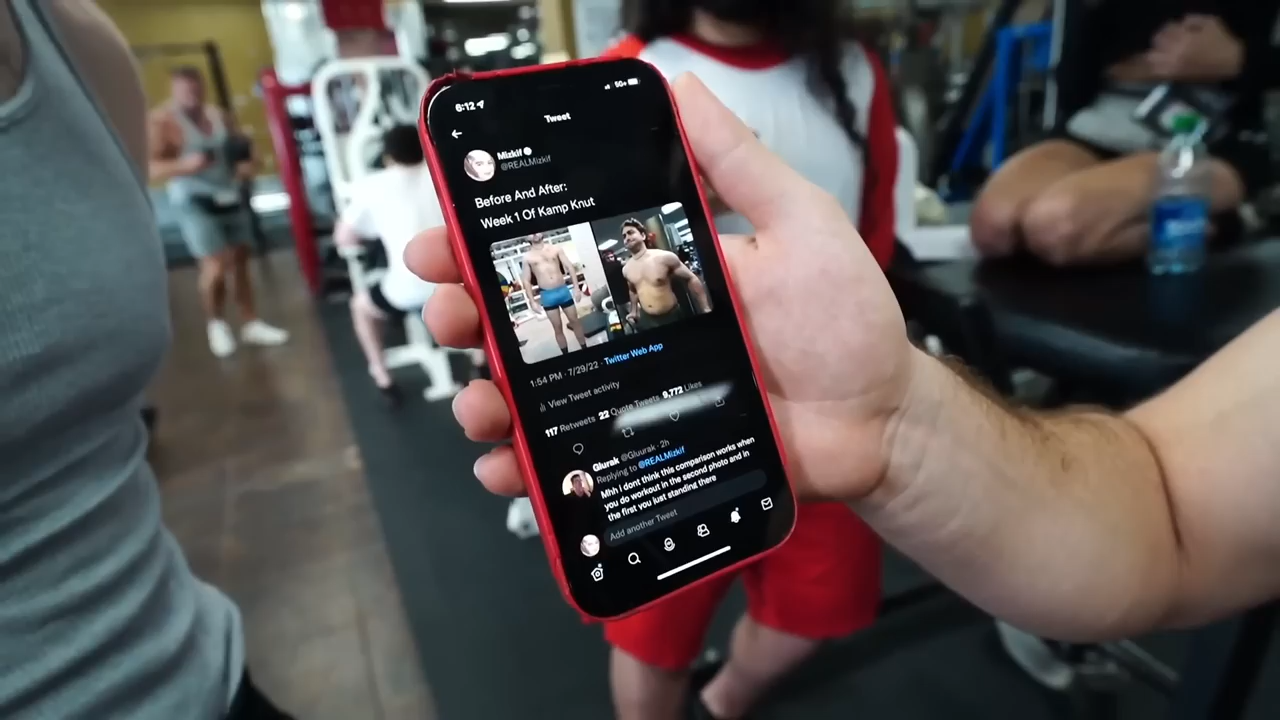 6:12
5G+
Tweet
Mizkif
@REALMizkif
Before And After:
Week 1 Of Kamp Knut
1:54 PM · 7/29/22 · Twitter Web App
View Tweet activity
117 Retweets 22 Quote Tweets 9,772 Likes
Glurak @Gluurak · 2h
Replying to @REALMizkif
Mhh I dont think this comparison works when
you do workout in the second photo and in
the first you just standing there
Add another Tweet